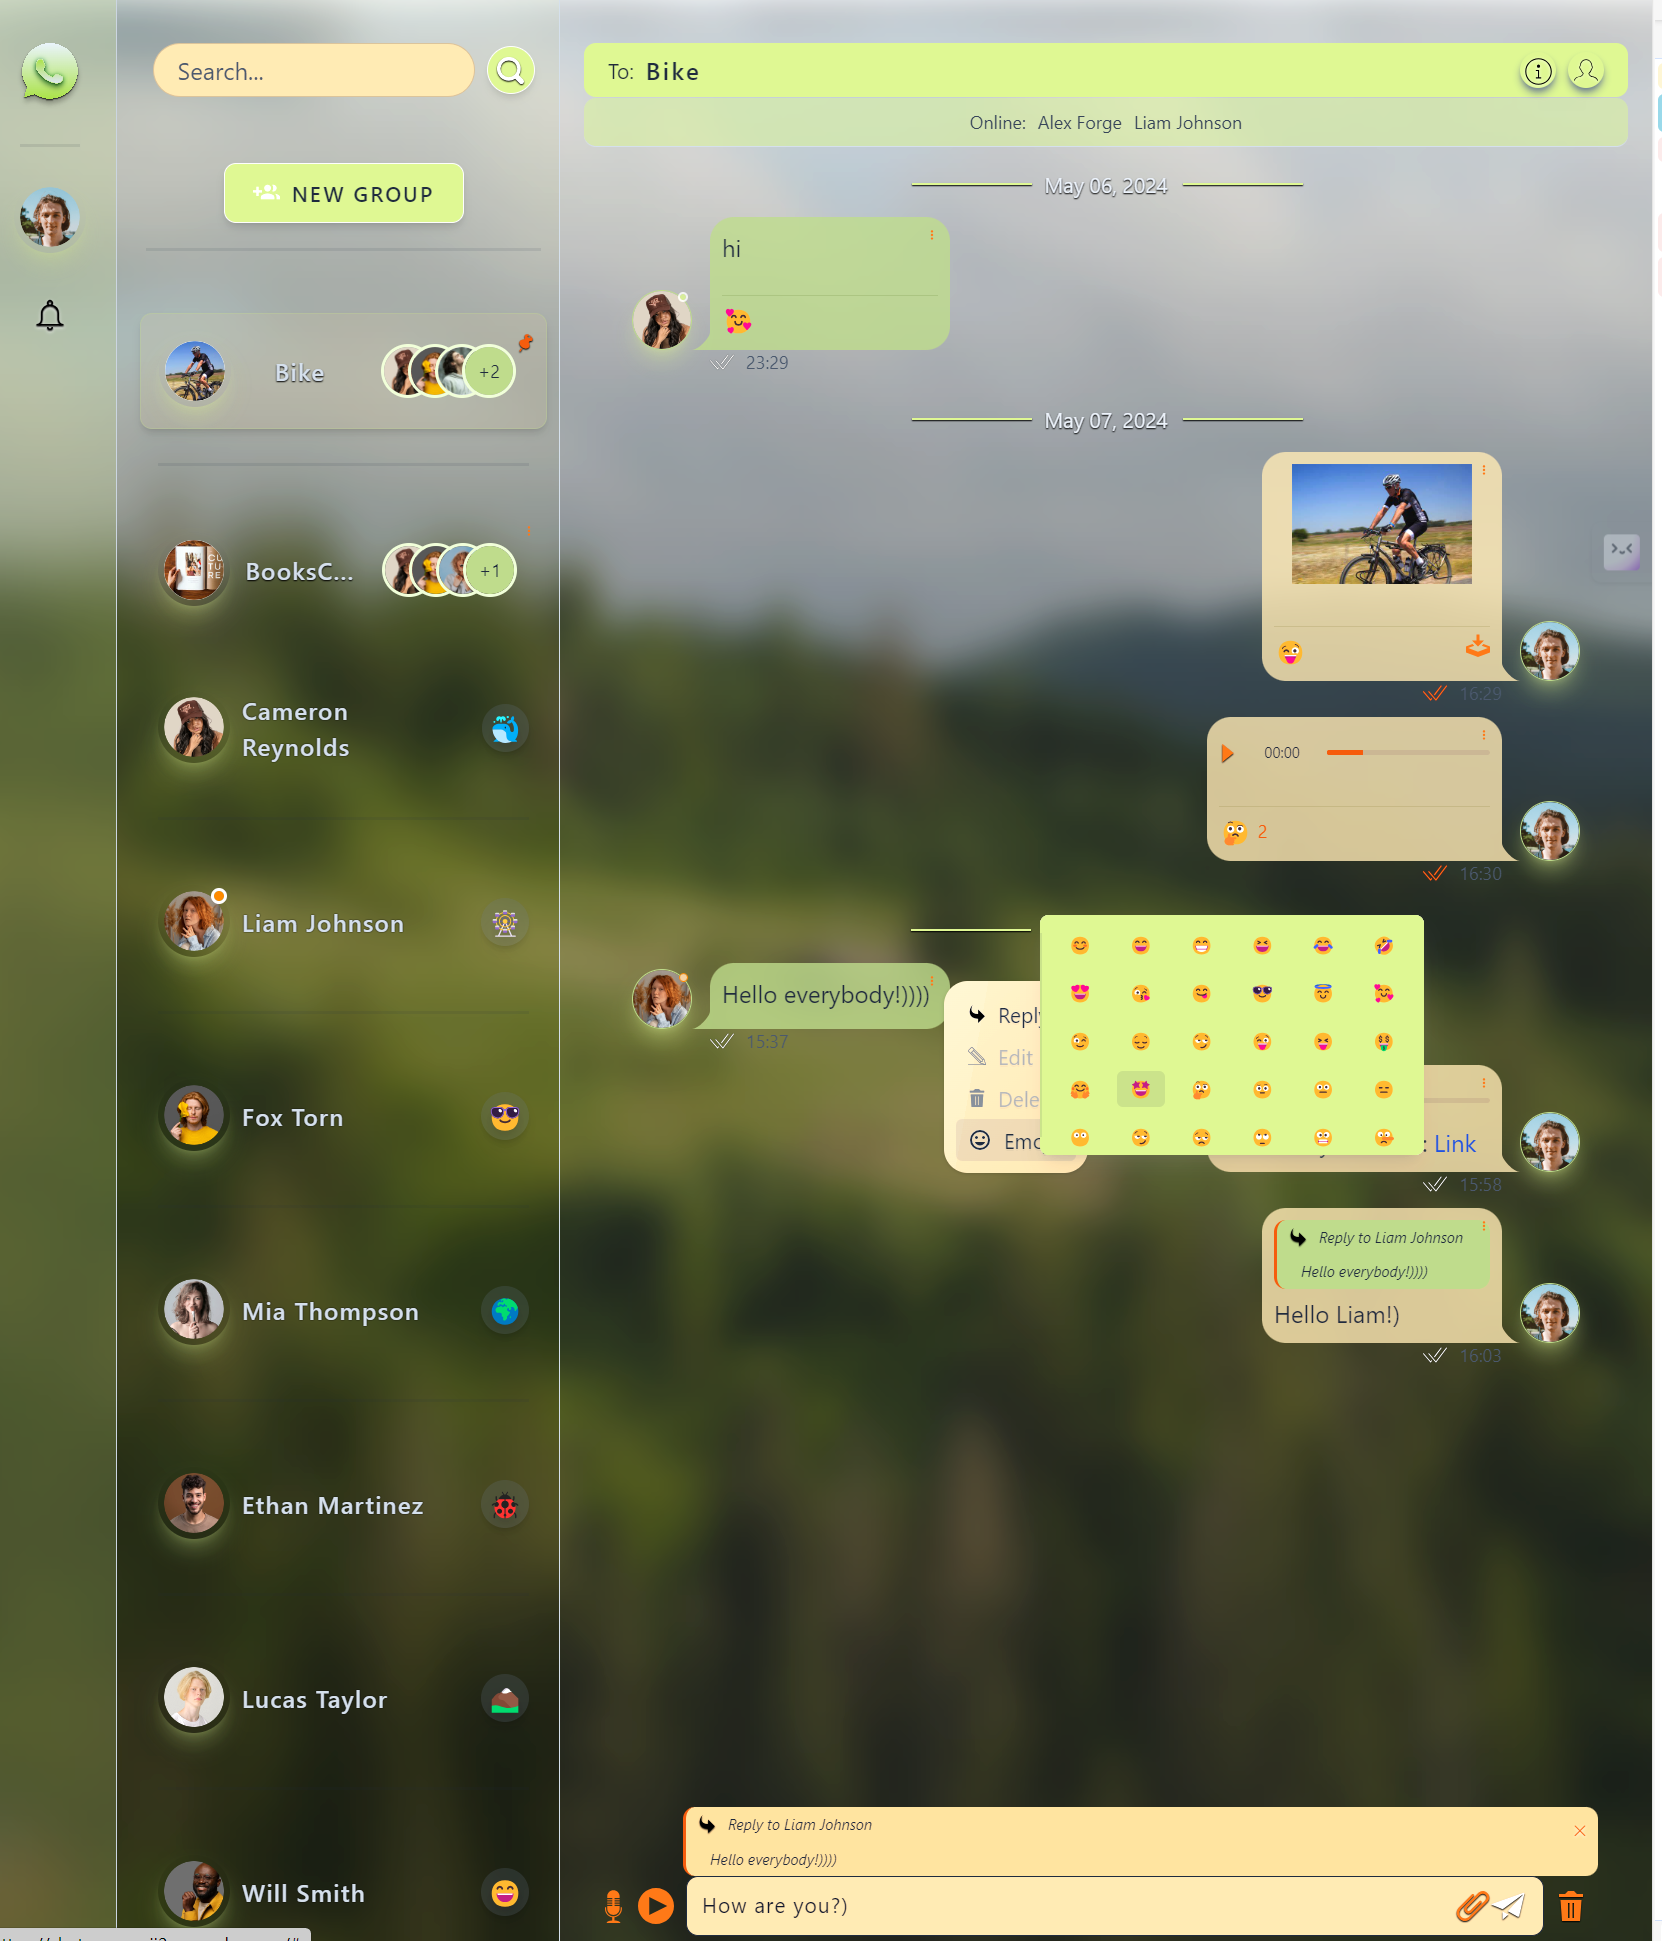 Search...
NEW GROUP
Bike
+2
BooksC...
+1
Cameron
Reynolds
Liam Johnson
Fox Torn
Mia Thompson
Ethan Martinez
Lucas Taylor
Will Smith
To: Bike
Online: Alex Forge Liam Johnson
May 06, 2024
hi
23:29
May 07, 2024
16:29
00:00
2
16:30
Hello everybody!))))
15:37
Reply
Edit
Dele
Emo
: Link
15:58
Reply to Liam Johnson
Hello everybody!))))
Hello Liam!)
16:03
Reply to Liam Johnson
Hello everybody!))))
How are you?)